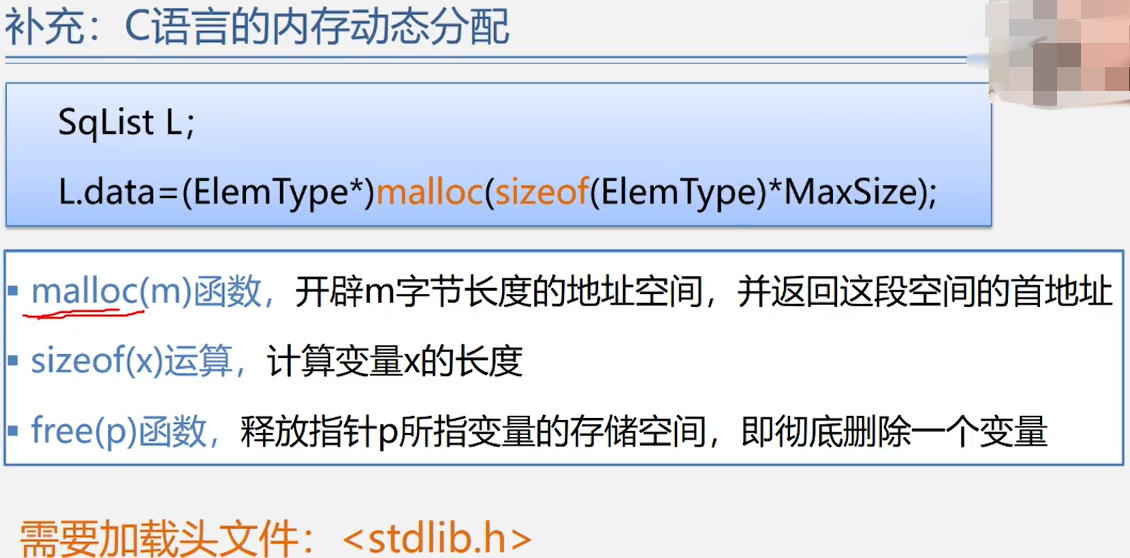 补充：C语言的内存动态分配
SqList L;
L.data=(ElemType*)malloc(sizeof(ElemType)*MaxSize);
▪ malloc(m)函数，开辟m字节长度的地址空间，并返回这段空间的首地址
▪ sizeof(x)运算，计算变量x的长度
▪ free(p)函数，释放指针p所指变量的存储空间，即彻底删除一个变量
需要加载头文件：<stdlib.h>